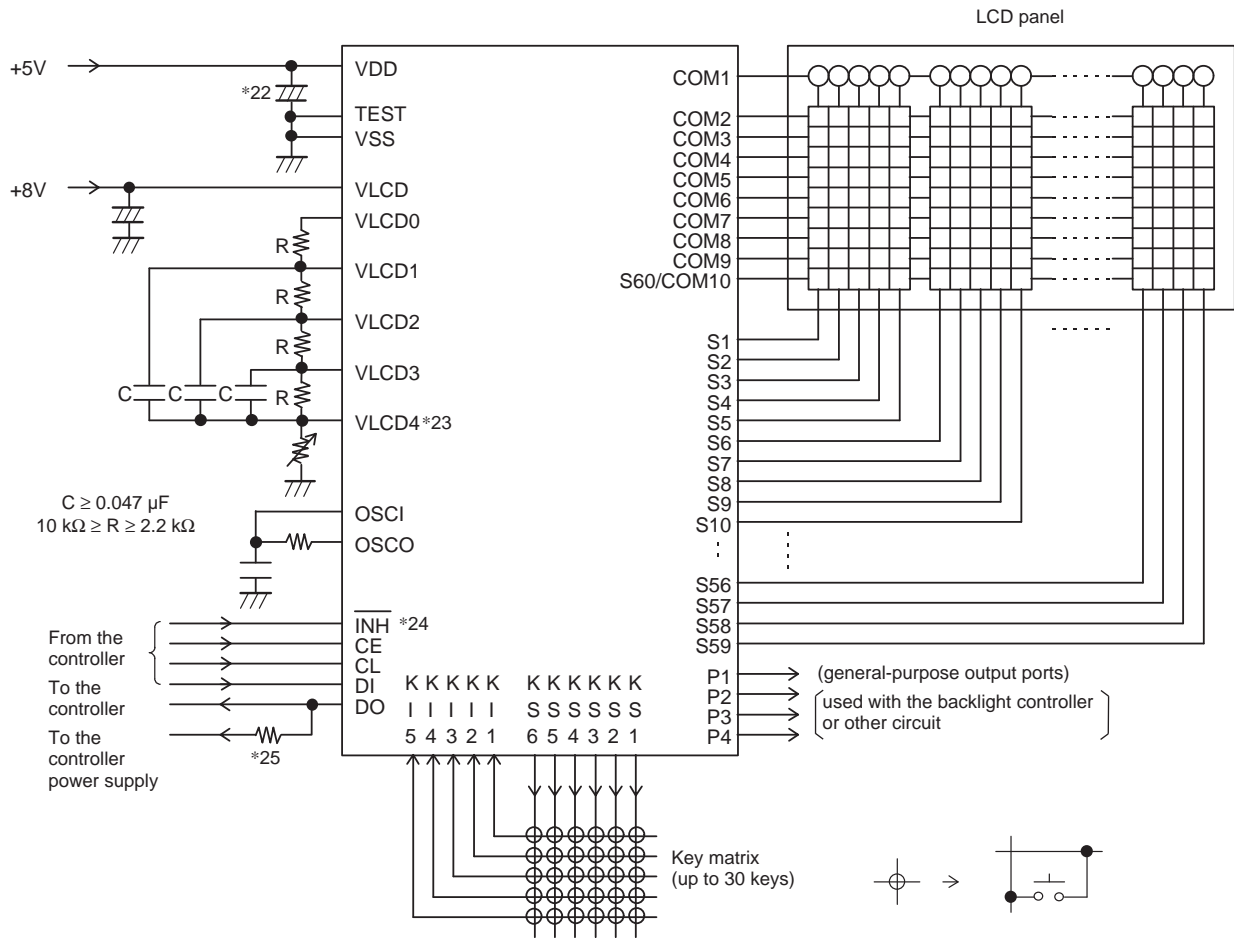 LCD panel
+5V
*22
VDD
TEST
VSS
+8V
VLCD
VLCD0
R
VLCD1
R
VLCD2
R
VLCD3
C
C
C
R
VLCD4*23
C ≥ 0.047 µF
10 kΩ ≥ R ≥ 2.2 kΩ
OSCI
OSCO
From the
controller
To the
controller
To the
controller
power supply
*25
INH *24
CE
CL
DI
DO
K K K K K
I I I I I
5 4 3 2 1
K K K K K K
S S S S S S
6 5 4 3 2 1
COM1
COM2
COM3
COM4
COM5
COM6
COM7
COM8
COM9
S60/COM10
S1
S2
S3
S4
S5
S6
S7
S8
S9
S10
S56
S57
S58
S59
P1
P2
P3
P4
(general-purpose output ports)
used with the backlight controller
or other circuit
Key matrix
(up to 30 keys)